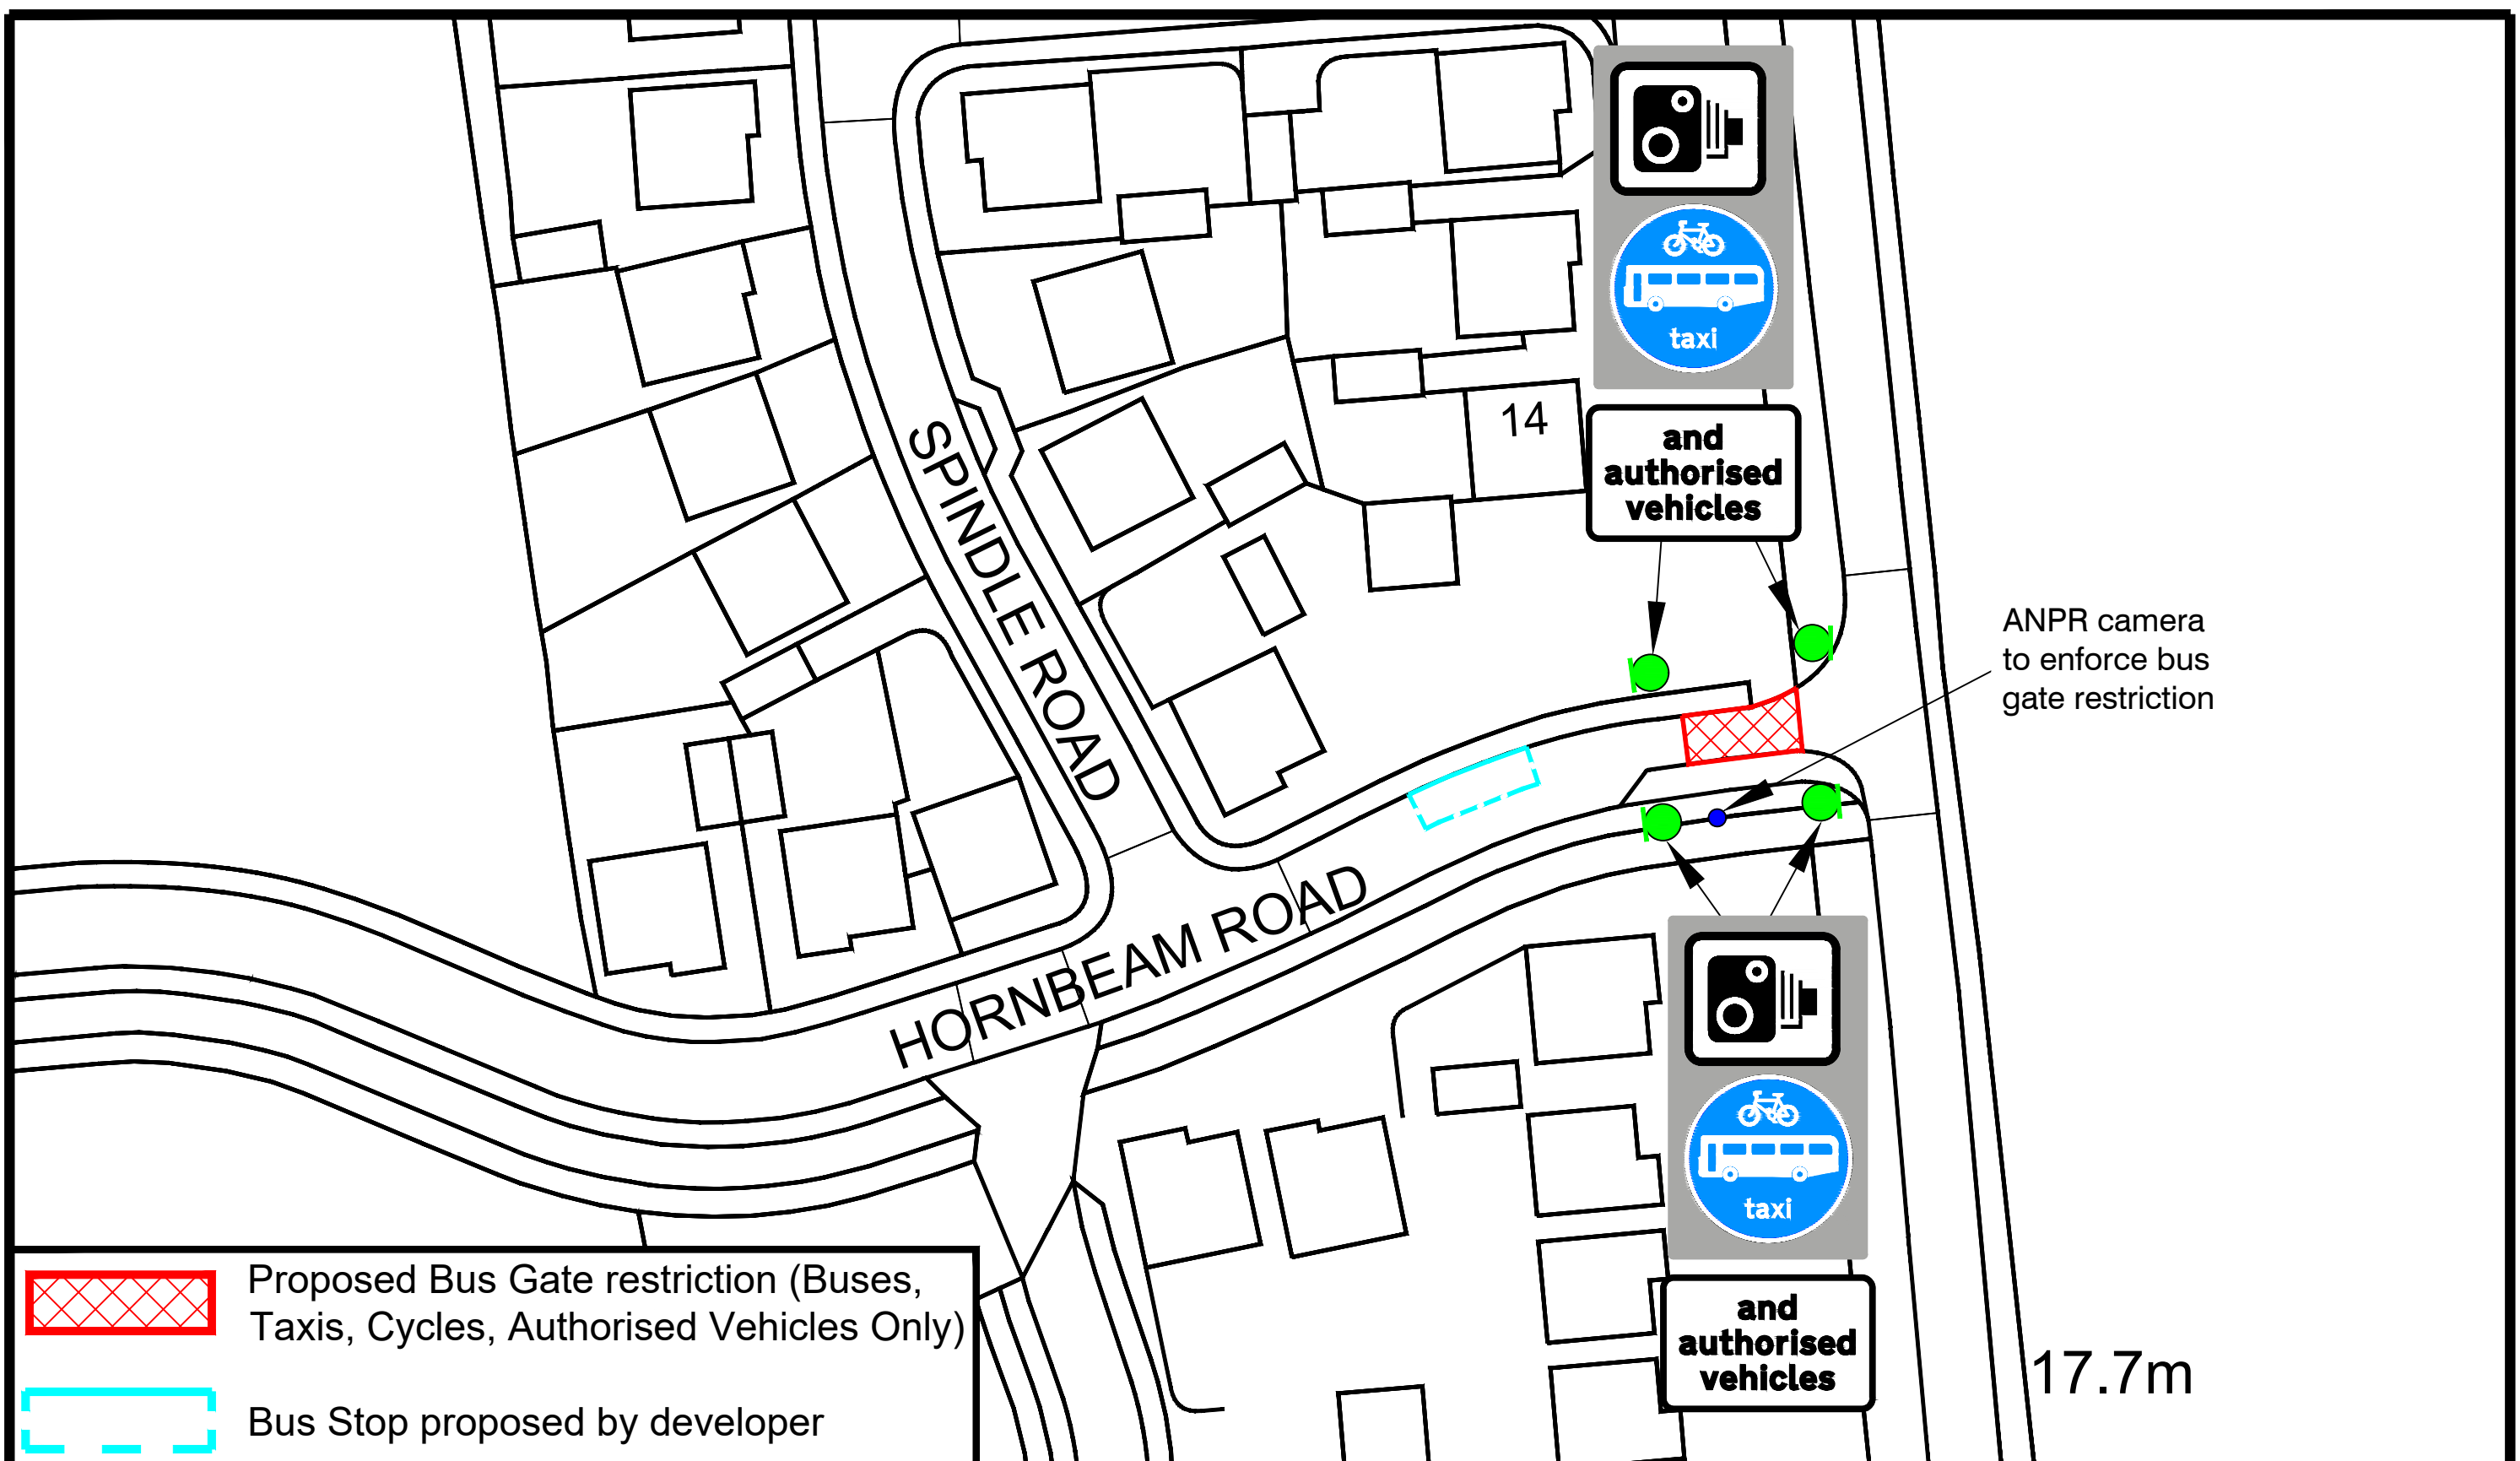 taxi
14
and
authorised
vehicles
SPINDLE ROAD
ANPR camera
to enforce bus
gate restriction
HORNBEAM ROAD
taxi
and
authorised
vehicles
17.7m
Proposed Bus Gate restriction (Buses,
Taxis, Cycles, Authorised Vehicles Only)
Bus Stop proposed by developer